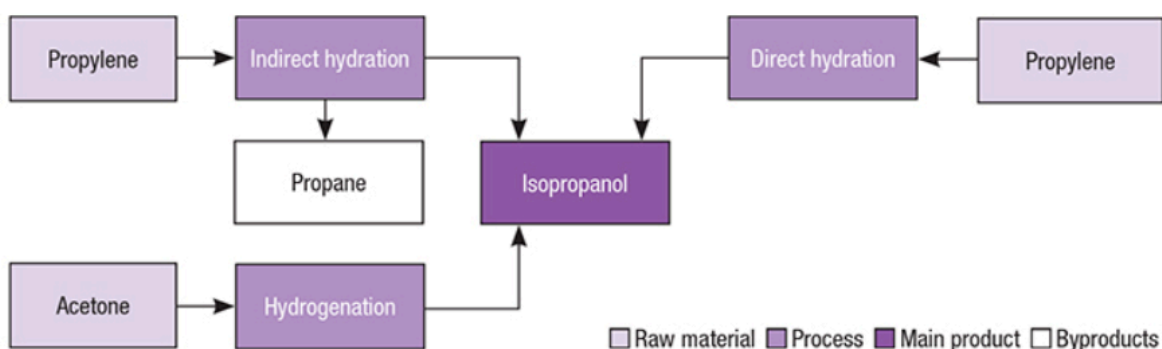 Propylene
Indirect hydration
Direct hydration
Propylene
Propane
Isopropanol
Acetone
Hydrogenation
Raw material Process Main product Byproducts